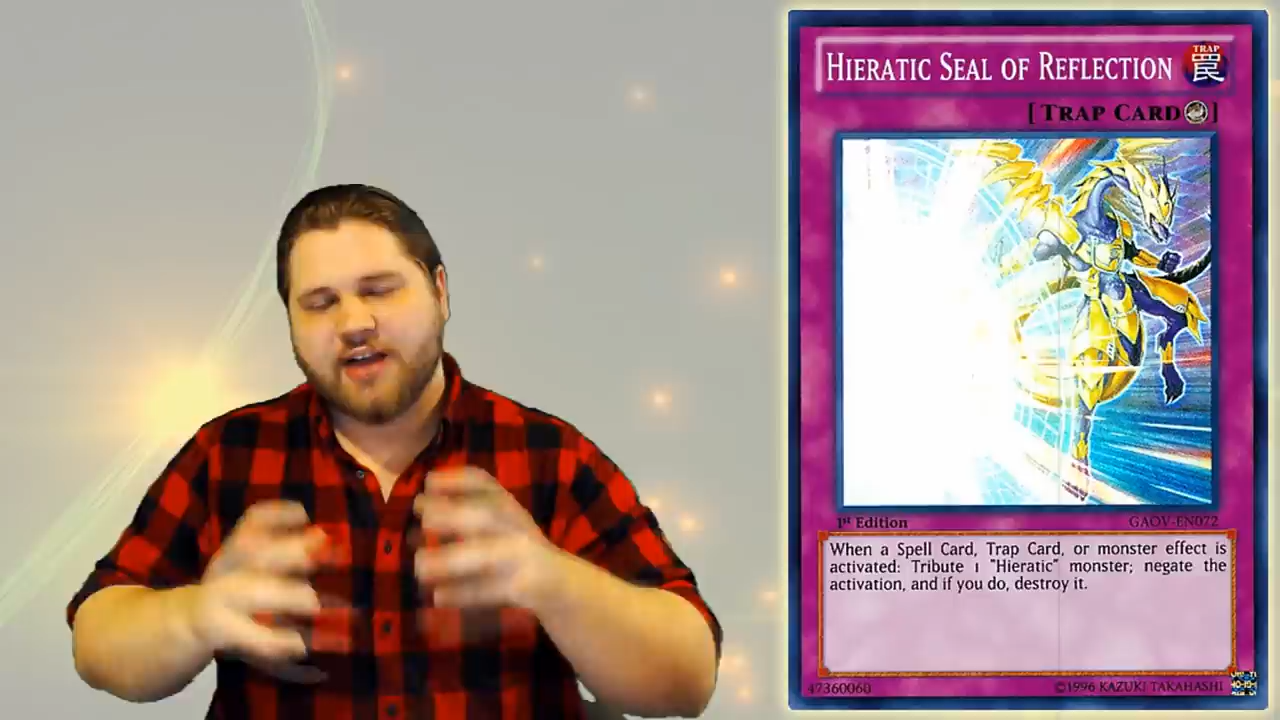 HIERATIC SEAL OF REFLECTION
TRAP
罠
[TRAP CARD]
1st Edition
GAOV-EN072
When a Spell Card, Trap Card, or monster effect is
activated: Tribute 1 "Hieratic" monster; negate the
activation, and if you do, destroy it.
47360060
©1996 KAZUKI TAKAHASHI